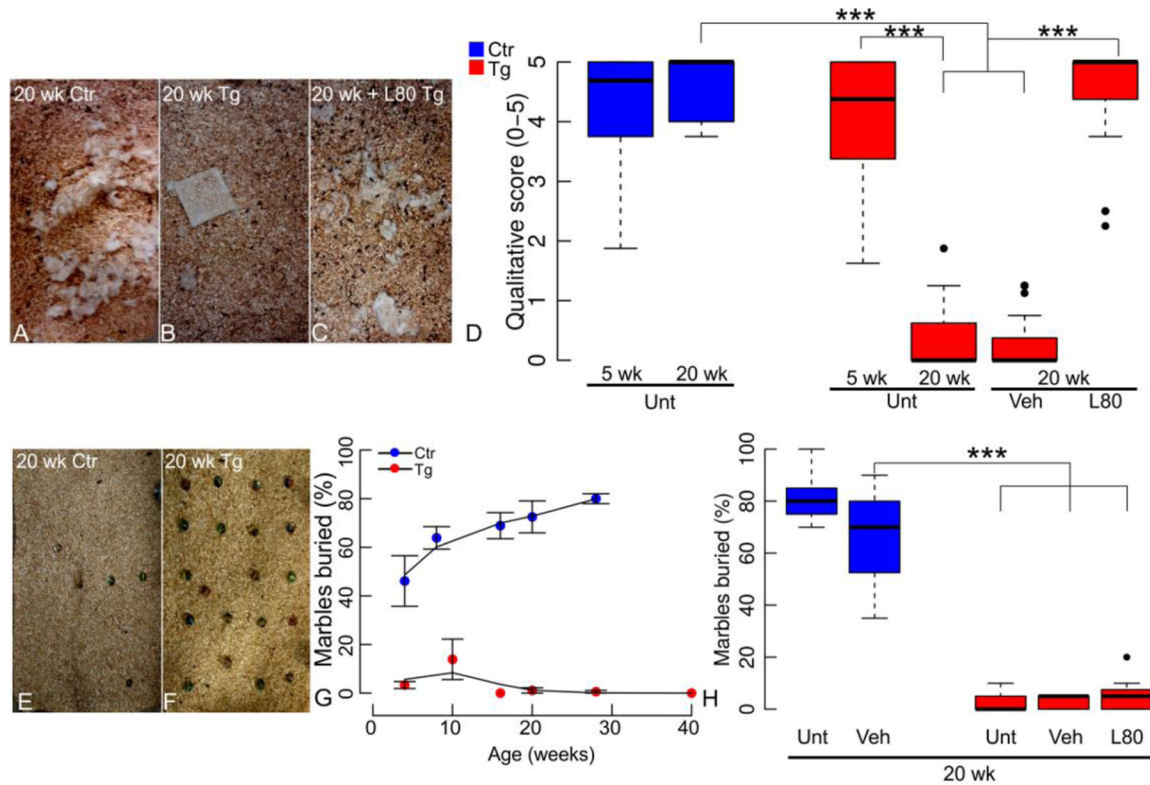 20 wk Ctr
20 wk Tg
20 wk + L80 Tg
A
B
C
D
Ctr
Tg
***
***
***
Qualitative score (0–5)
5
4
3
2
1
0
5 wk
20 wk
5 wk
20 wk
20 wk
Unt
Unt
Veh
L80
20 wk Ctr
20 wk Tg
E
F
G
H
Ctr
Tg
Marbles buried (%)
100
80
60
40
20
0
0
10
20
30
40
Age (weeks)
Marbles buried (%)
100
80
60
40
20
0
***
Unt
Veh
Unt
Veh
L80
20 wk